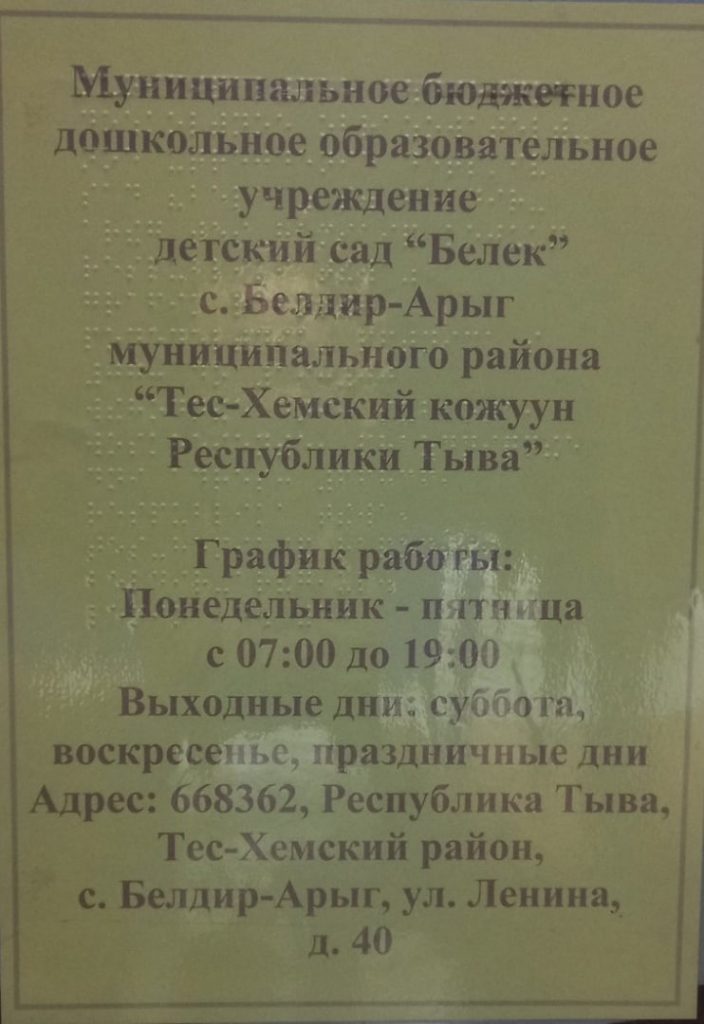 Муниципальное бюджетное
дошкольное образовательное
учреждение
детский сад “Белек”
с. Белдир-Арыг
муниципального района
“Тес-Хемский кожуун
Республики Тыва”
График работы:
Понедельник - пятница
с 07:00 до 19:00
Выходные дни: суббота,
воскресенье, праздничные дни
Адрес: 668362, Республика Тыва,
Тес-Хемский район,
с. Белдир-Арыг, ул. Ленина,
д. 40